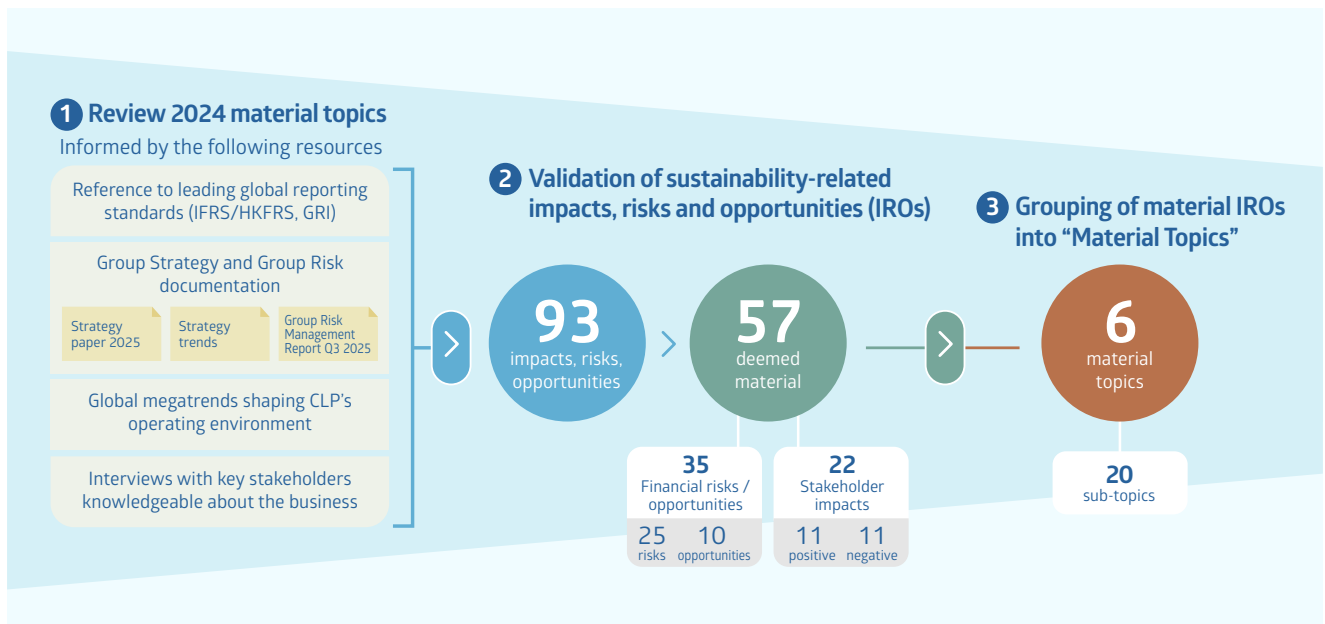 1 Review 2024 material topics
Informed by the following resources
Reference to leading global reporting
standards (IFRS/HKFRS, GRI)
Group Strategy and Group Risk
documentation
Strategy
paper 2025
Strategy
trends
Group Risk
Management
Report Q3 2025
Global megatrends shaping CLP's
operating environment
Interviews with key stakeholders
knowledgeable about the business
2 Validation of sustainability-related
impacts, risks and opportunities (IROs)
93
impacts, risks,
opportunities
57
deemed
material
35
Financial risks /
opportunities
25
risks
10
opportunities
22
Stakeholder
impacts
11
positive
11
negative
3 Grouping of material IROs
into “Material Topics”
6
material
topics
20
sub-topics